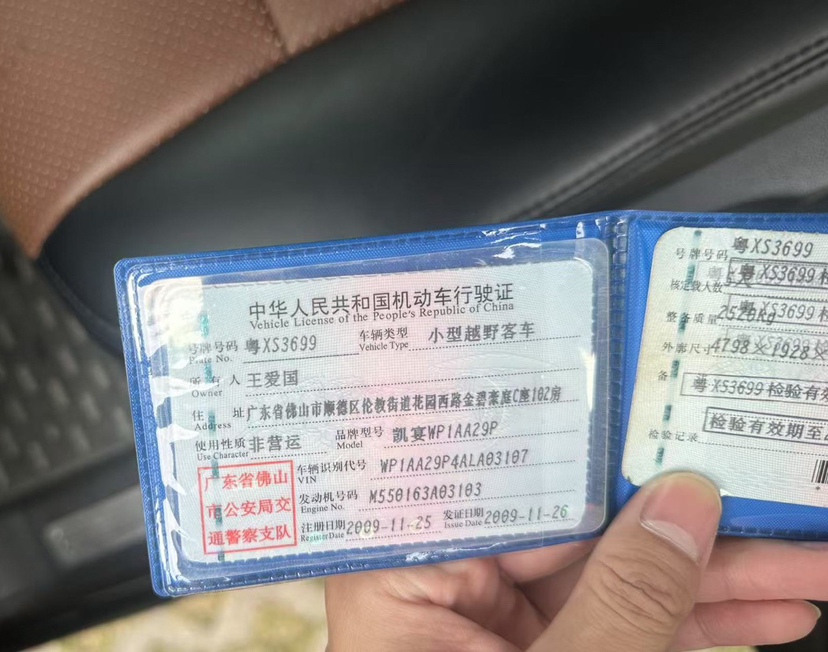 中华人民共和国机动车行驶证
Vehicle License of the People's Republic of China
号牌号码 粤XS3699 车辆类型 小型越野客车
Plate No. Vehicle Type
所有人 王爱国
Owner
住址 广东省佛山市顺德区伦教街道花园西路金碧豪庭C座102房
Address
使用性质 非营运 品牌型号 凯宴WP1AA29P
Use Character Model
车辆识别代号 WP1AA29P4ALA03107
VIN
发动机号码 M550163A03103
Engine No.
注册日期 2009-11-25 发证日期 2009-11-26
Register Date Issue Date
广东省佛山
市公安局交
通警察支队
号牌号码 粤XS3699
核定载人数 5人 粤XS3699检
整备质量 2520kg 粤XS3699检
外廓尺寸 4798×1928×
备 粤XS3699检验有效
检验记录 检验有效期至